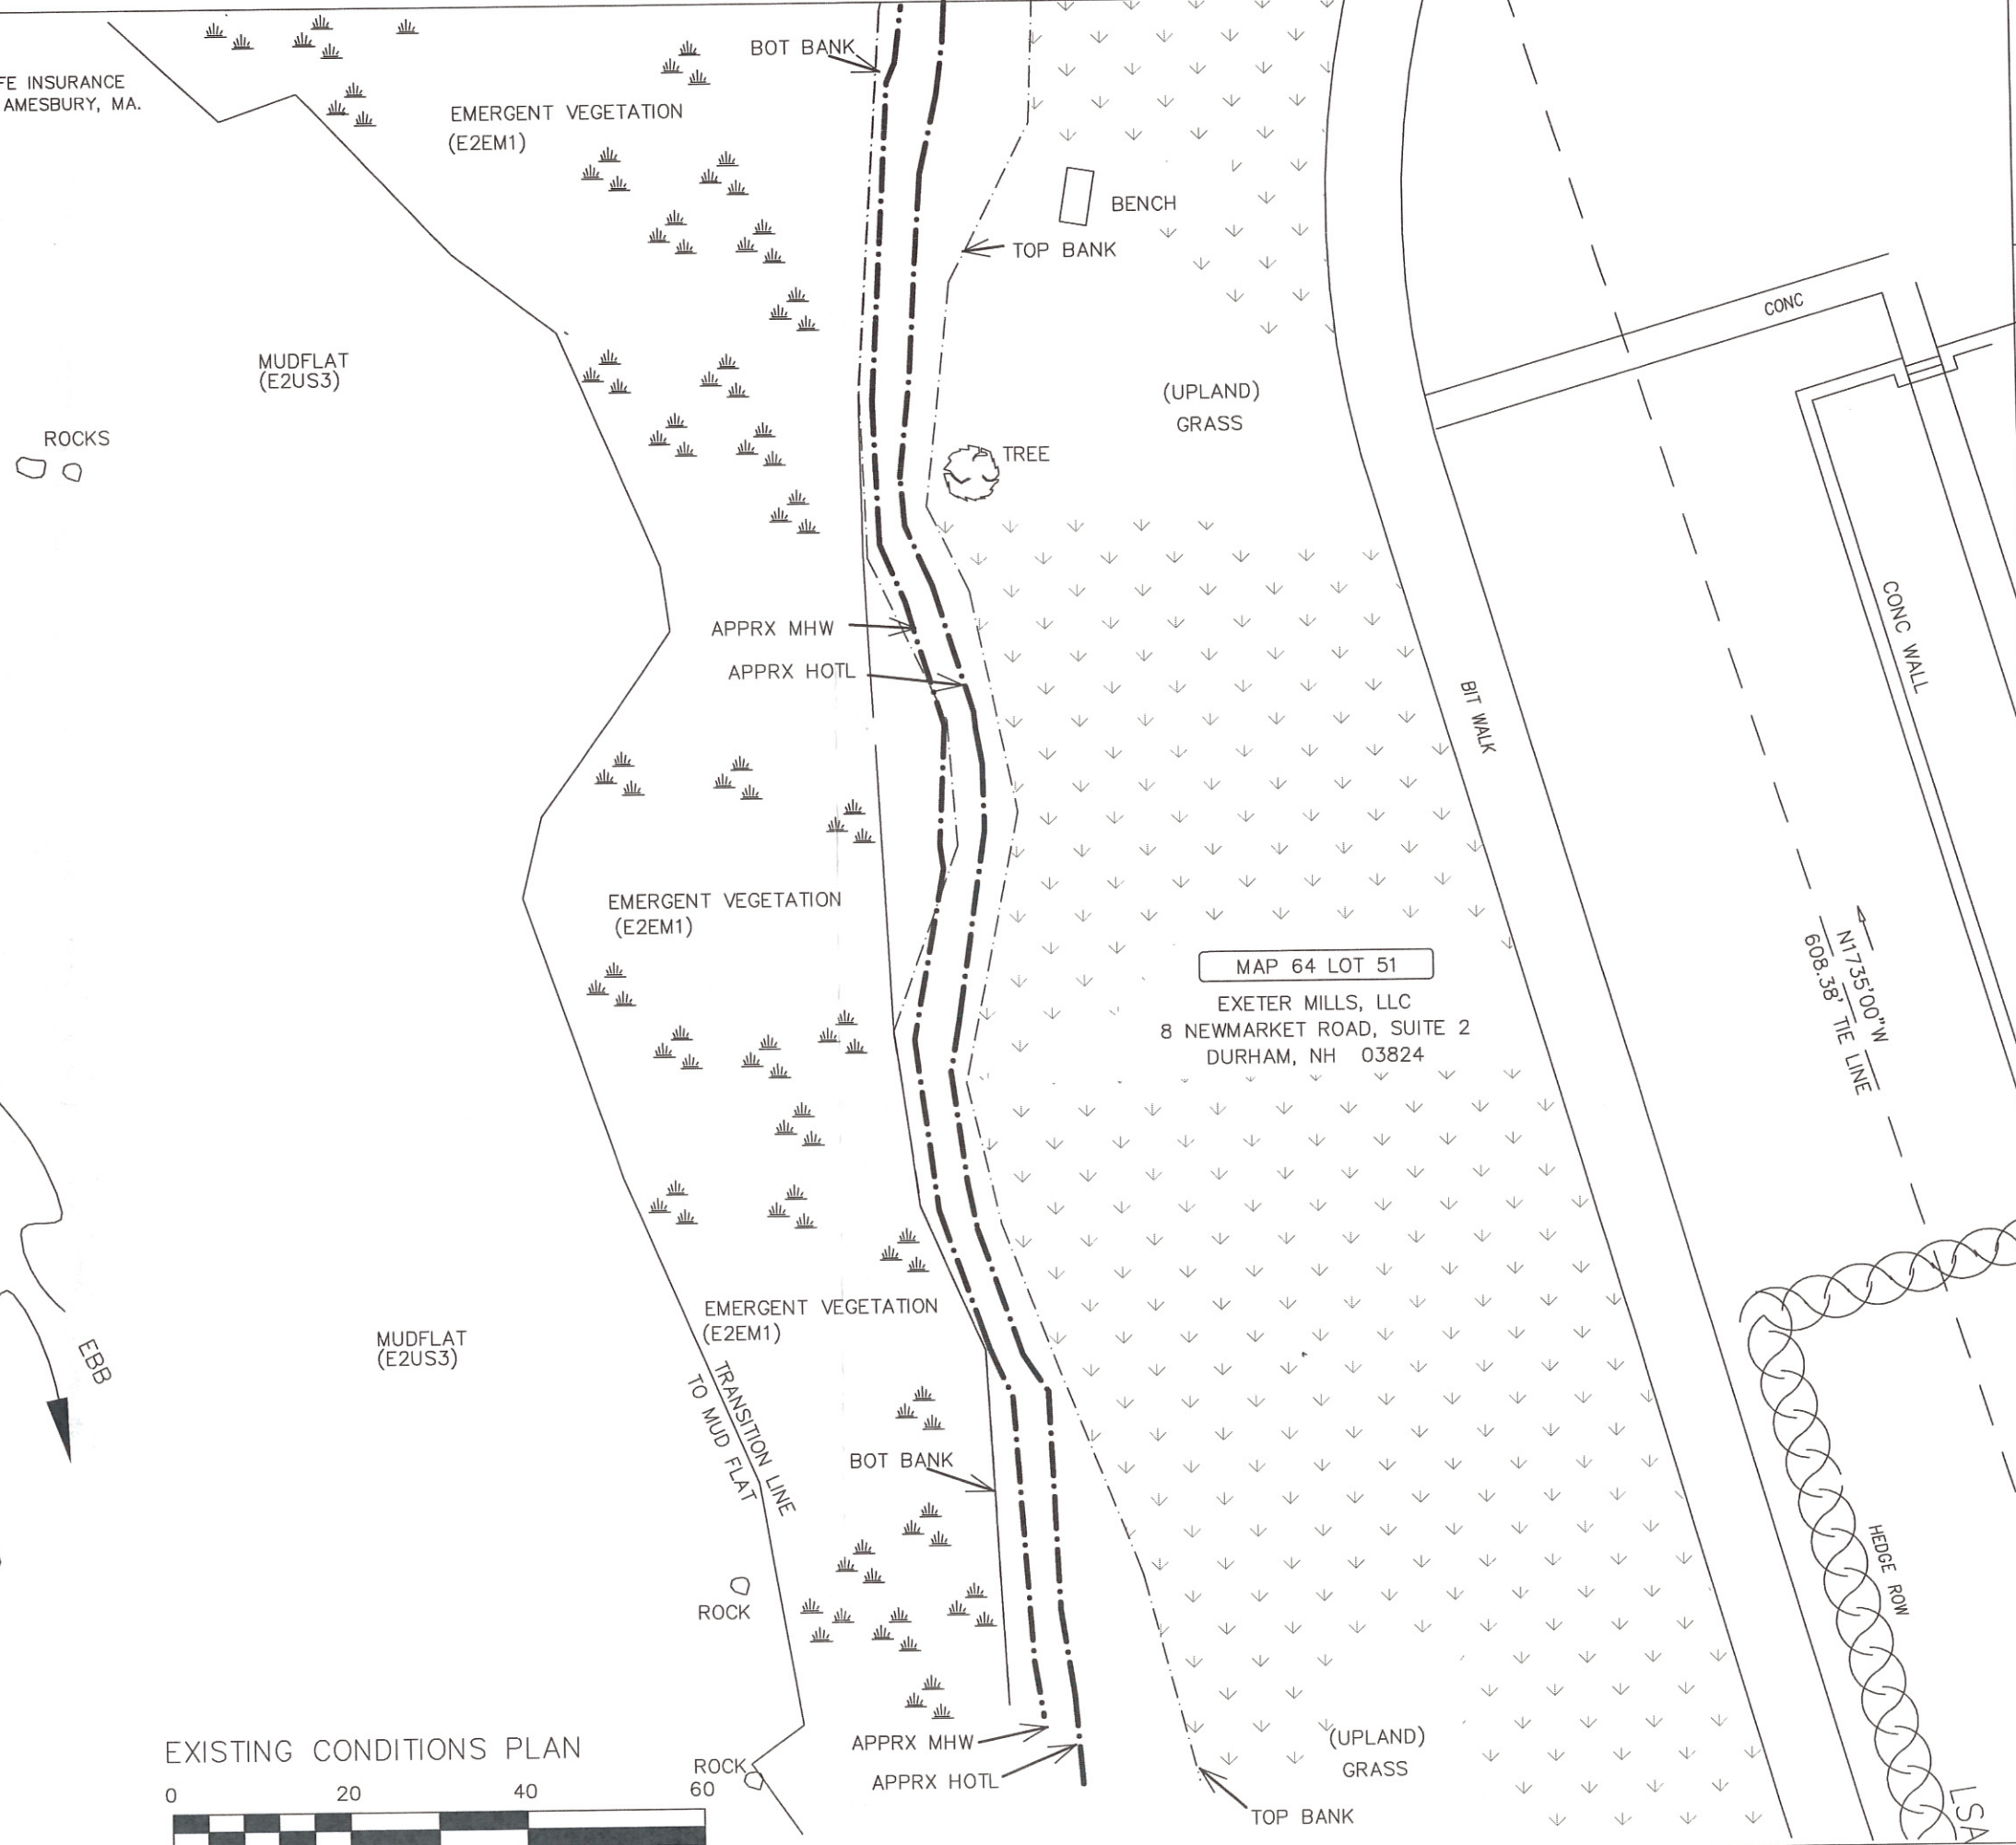 FE INSURANCE
AMESBURY, MA.
BOT BANK
EMERGENT VEGETATION
(E2EM1)
BENCH
TOP BANK
CONC
MUDFLAT
(E2US3)
(UPLAND)
GRASS
ROCKS
TREE
CONC WALL
APPRX MHW
APPRX HOTL
BIT WALK
EMERGENT VEGETATION
(E2EM1)
N1735'00"W
608.38' TIE LINE
MAP 64 LOT 51
EXETER MILLS, LLC
8 NEWMARKET ROAD, SUITE 2
DURHAM, NH 03824
EMERGENT VEGETATION
(E2EM1)
MUDFLAT
(E2US3)
EBB
TRANSITION LINE
TO MUD FLAT
BOT BANK
HEDGE ROW
ROCK
APPRX MHW
(UPLAND)
GRASS
EXISTING CONDITIONS PLAN
ROCK
APPRX HOTL
0 20 40 60
TOP BANK
LSA